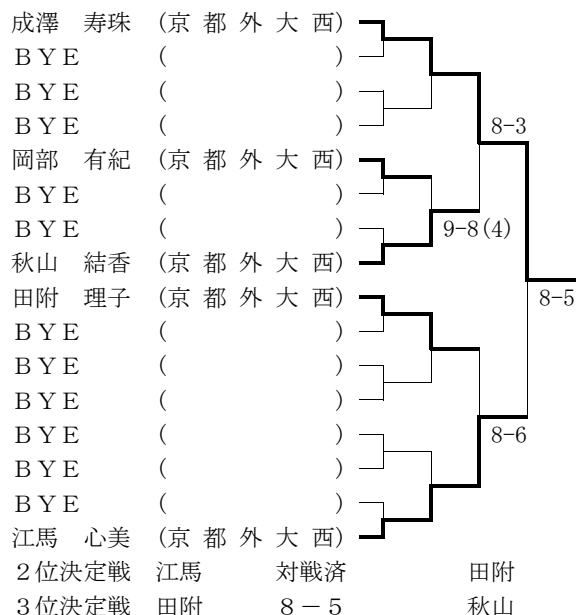 成澤　寿珠　(京 都 外 大 西)
ＢＹＥ　(　　　)
ＢＹＥ　(　　　)
ＢＹＥ　(　　　)
8-3
岡部　有紀　(京 都 外 大 西)
ＢＹＥ　(　　　)
ＢＹＥ　(　　　)
9-8(4)
秋山　結香　(京 都 外 大 西)
田附　理子　(京 都 外 大 西)
8-5
ＢＹＥ　(　　　)
ＢＹＥ　(　　　)
ＢＹＥ　(　　　)
ＢＹＥ　(　　　)
8-6
ＢＹＥ　(　　　)
ＢＹＥ　(　　　)
江馬　心美　(京 都 外 大 西)
２位決定戦　江馬　対戦済　田附
３位決定戦　田附　８－５　秋山